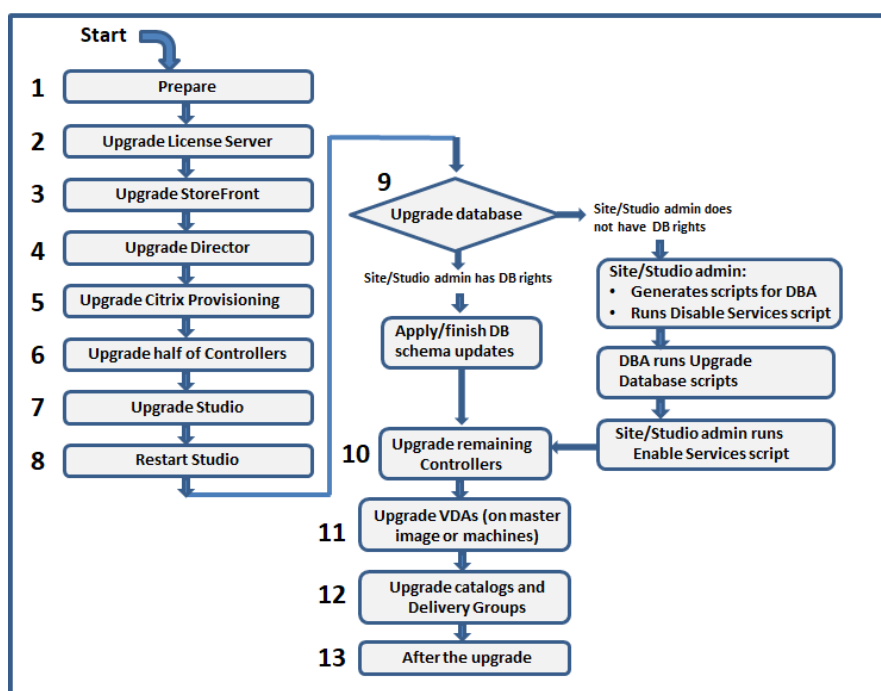 Start
1
Prepare
2
Upgrade License Server
3
Upgrade StoreFront
4
Upgrade Director
5
Upgrade Citrix Provisioning
6
Upgrade half of Controllers
7
Upgrade Studio
8
Restart Studio
9
Upgrade database
Site/Studio admin does
not have DB rights
Site/Studio admin has DB rights
Site/Studio admin:
• Generates scripts for DBA
• Runs Disable Services script
Apply/finish DB
schema updates
DBA runs Upgrade
Database scripts
Site/Studio admin runs
Enable Services script
10
Upgrade remaining
Controllers
11
Upgrade VDAs (on master
image or machines)
12
Upgrade catalogs and
Delivery Groups
13
After the upgrade